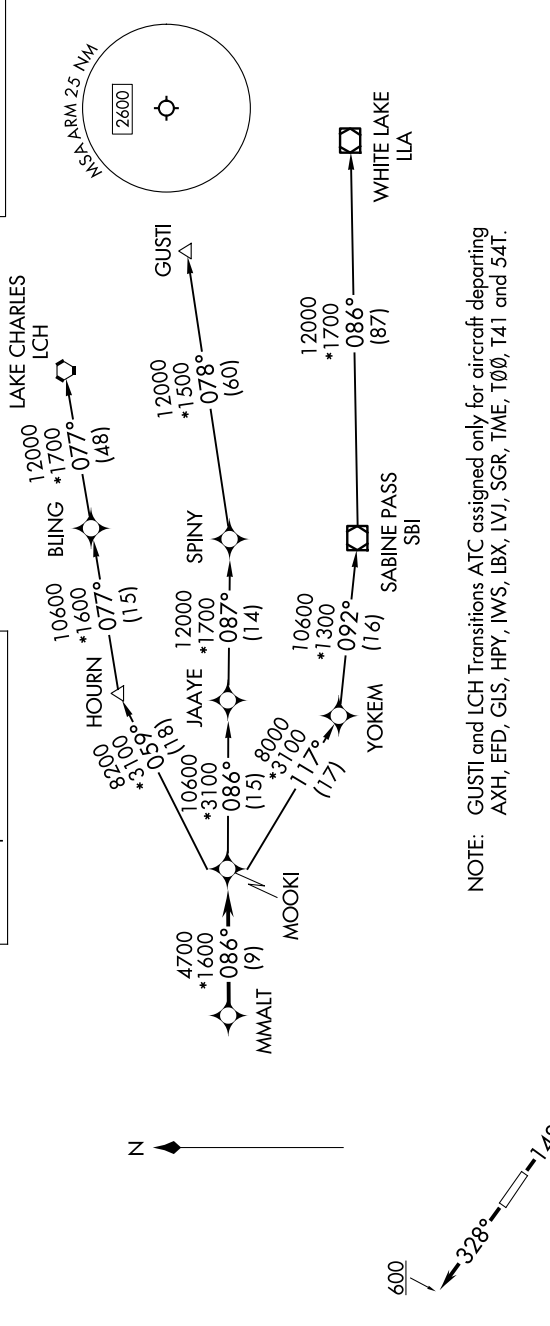 LAKE CHARLES
LCH
12000
*1700
077°
(48)
BLING
10600
*1600
077°
(15)
HOURN
8200
*3100
059°
(18)
MSA ARM 25 NM
2600
GUSTI
12000
*1500
078°
(60)
SPINY
12000
*1700
087°
(14)
JAAYE
10600
*3100
086°
(15)
MOOKI
4700
*1600
086°
(9)
MMALT
8000
*3100
117°
(17)
YOKEM
10600
*1300
092°
(16)
SABINE PASS
SBI
12000
*1700
086°
(87)
WHITE LAKE
LLA
N
NOTE: GUSTI and LCH Transitions ATC assigned only for aircraft departing
AXH, EFD, GLS, HPY, IWS, LBX, LVJ, SGR, TME, TØØ, T41 and 54T.
600
328°